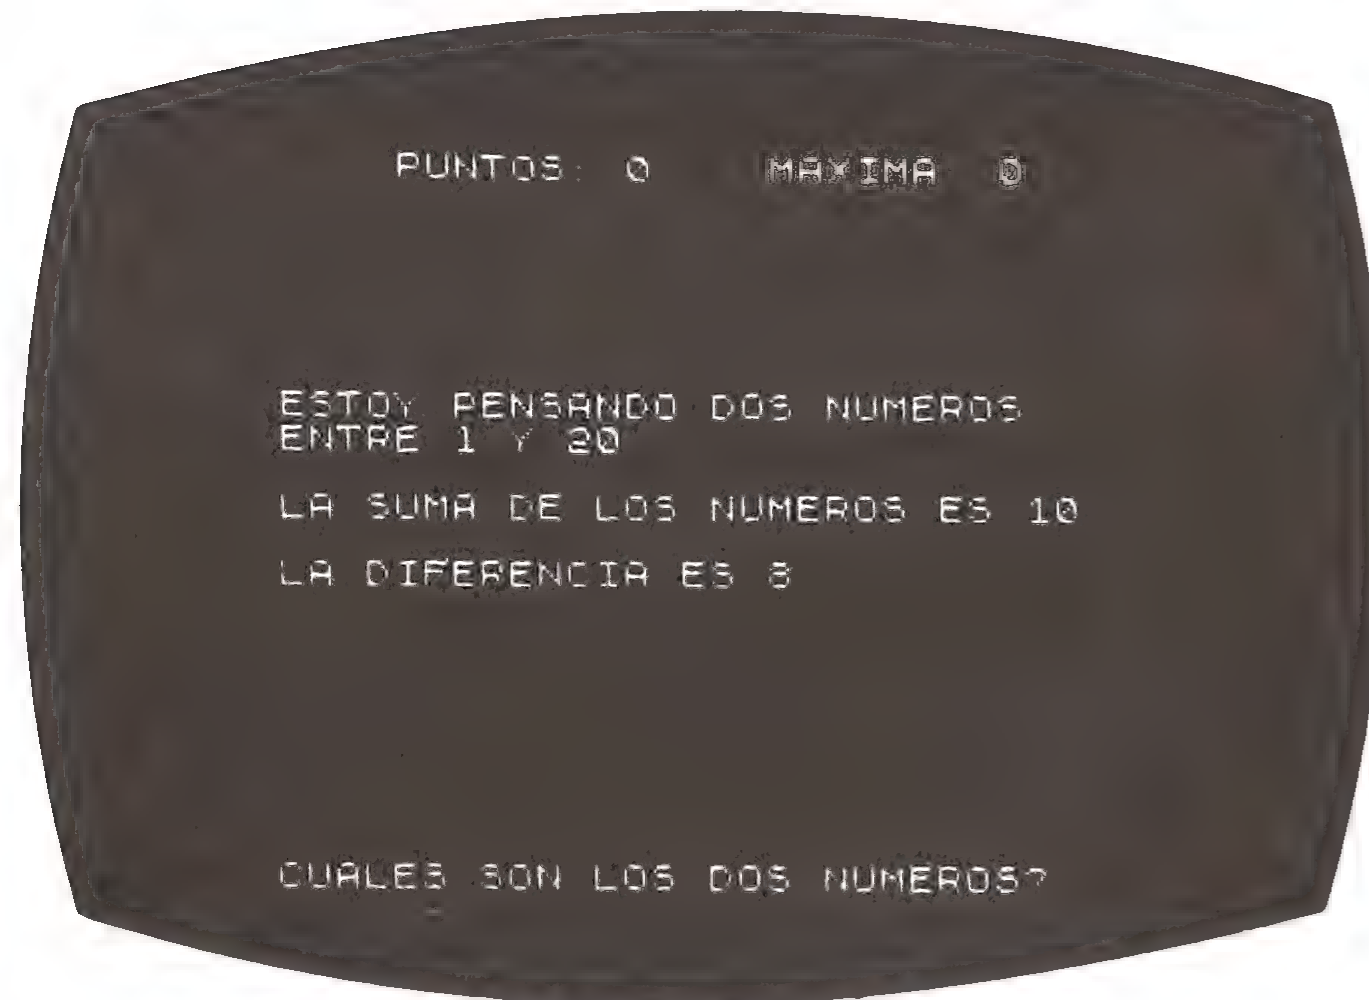 PUNTOS: 0 MAXIMA 0
ESTOY PENSANDO DOS NUMEROS
ENTRE 1 Y 20
LA SUMA DE LOS NUMEROS ES 10
LA DIFERENCIA ES 8
CUALES SON LOS DOS NUMEROS?